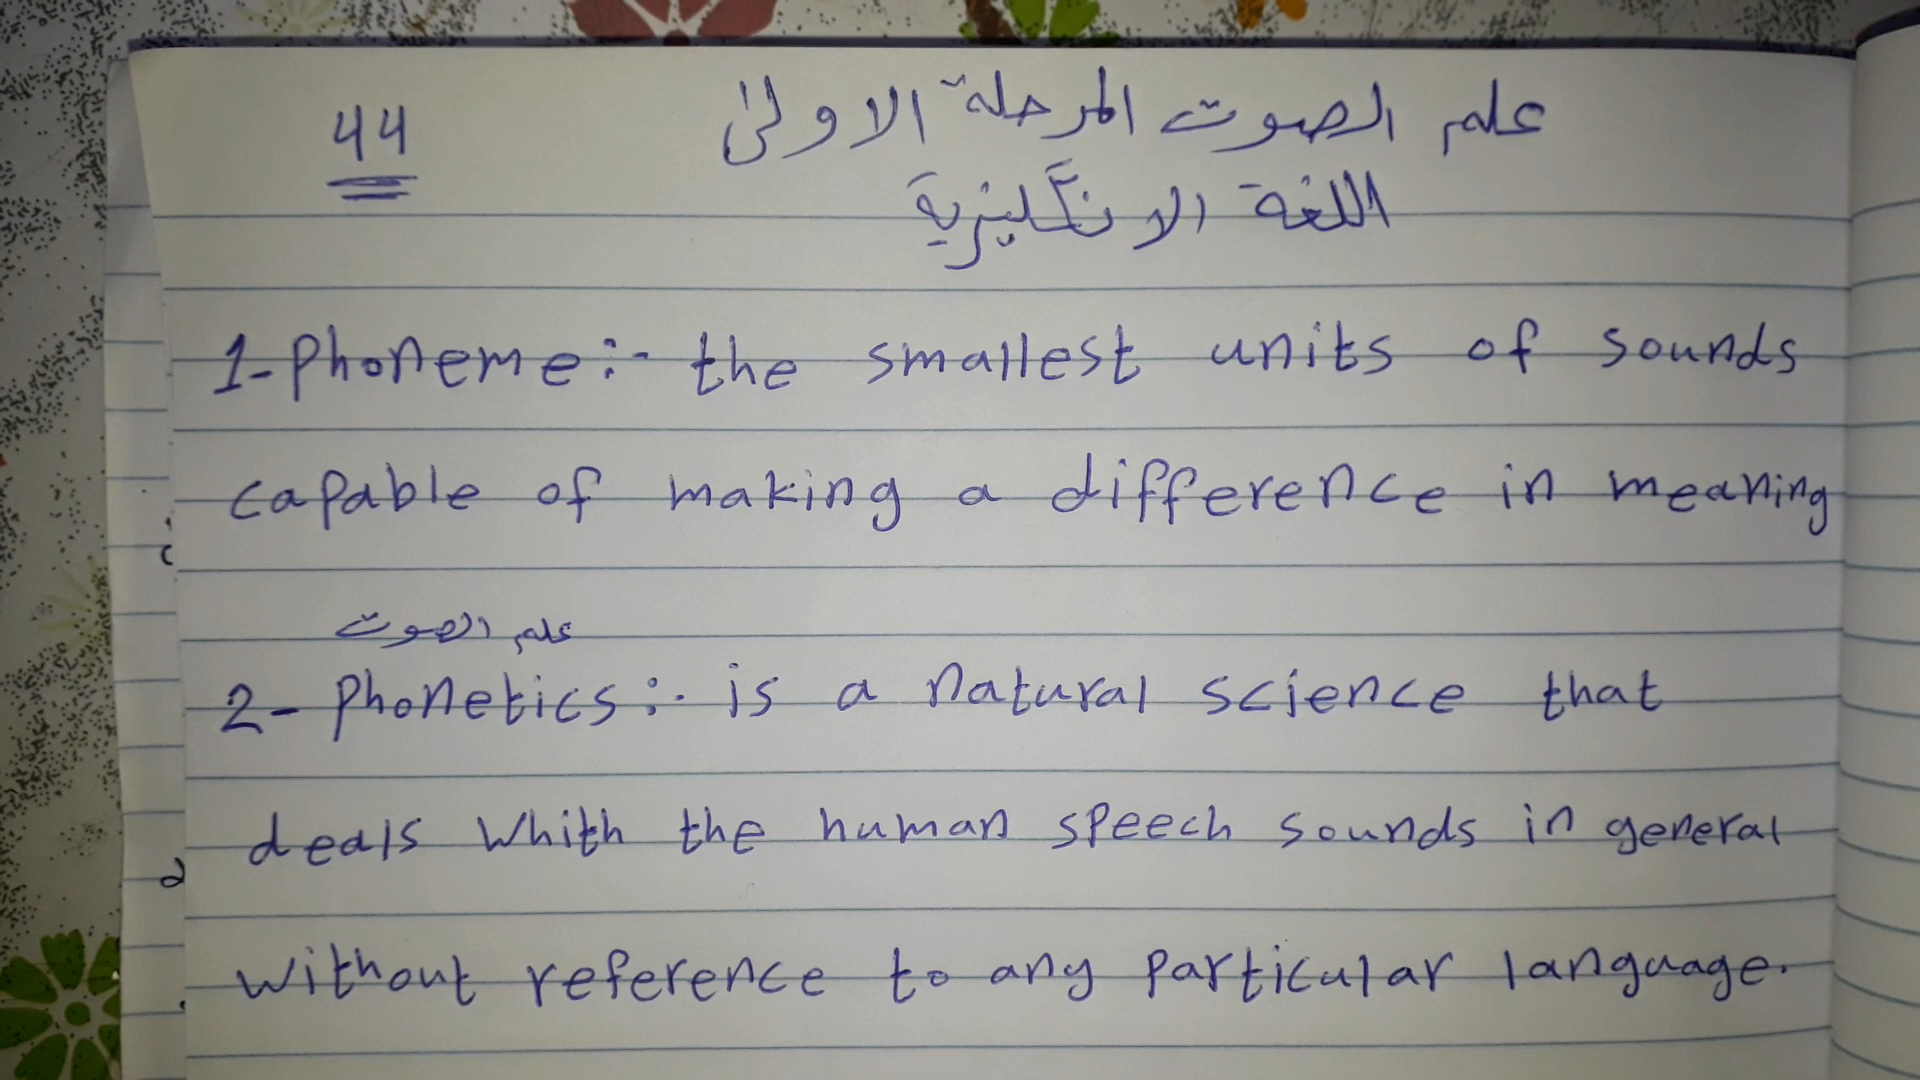 علم الصوت المرحلة الاولى
44
اللغة الانكليزية
1-Phoneme:- the smallest units of sounds
capable of making a difference in meaning
علم الصوت
2- Phonetics:- is a natural science that
deals Whith the human speech sounds in general
without reference to any particular language.